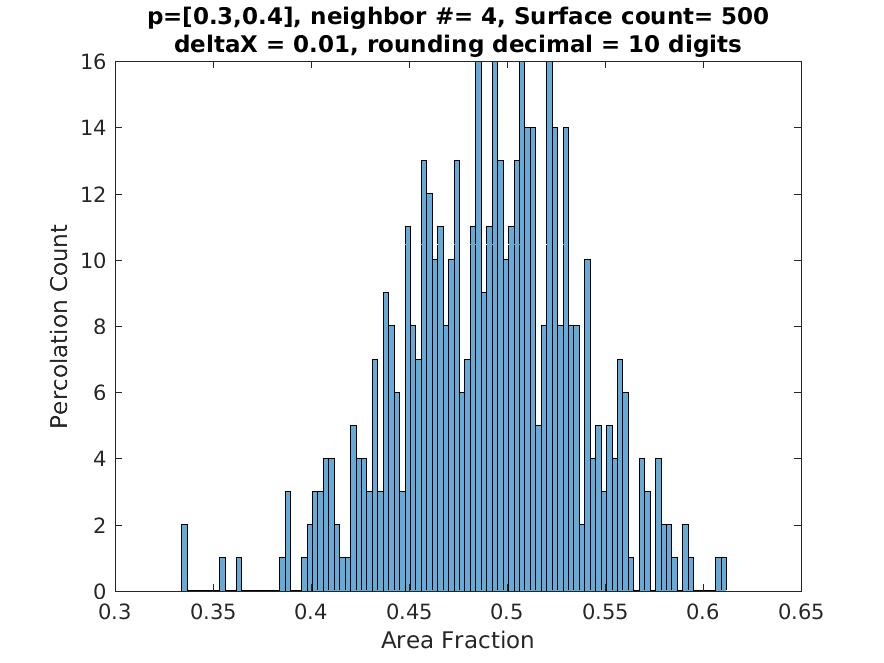 p=[0.3,0.4], neighbor #= 4, Surface count= 500
deltaX = 0.01, rounding decimal = 10 digits
16
14
12
10
8
6
4
2
0
Percolation Count
0.3 0.35 0.4 0.45 0.5 0.55 0.6 0.65
Area Fraction